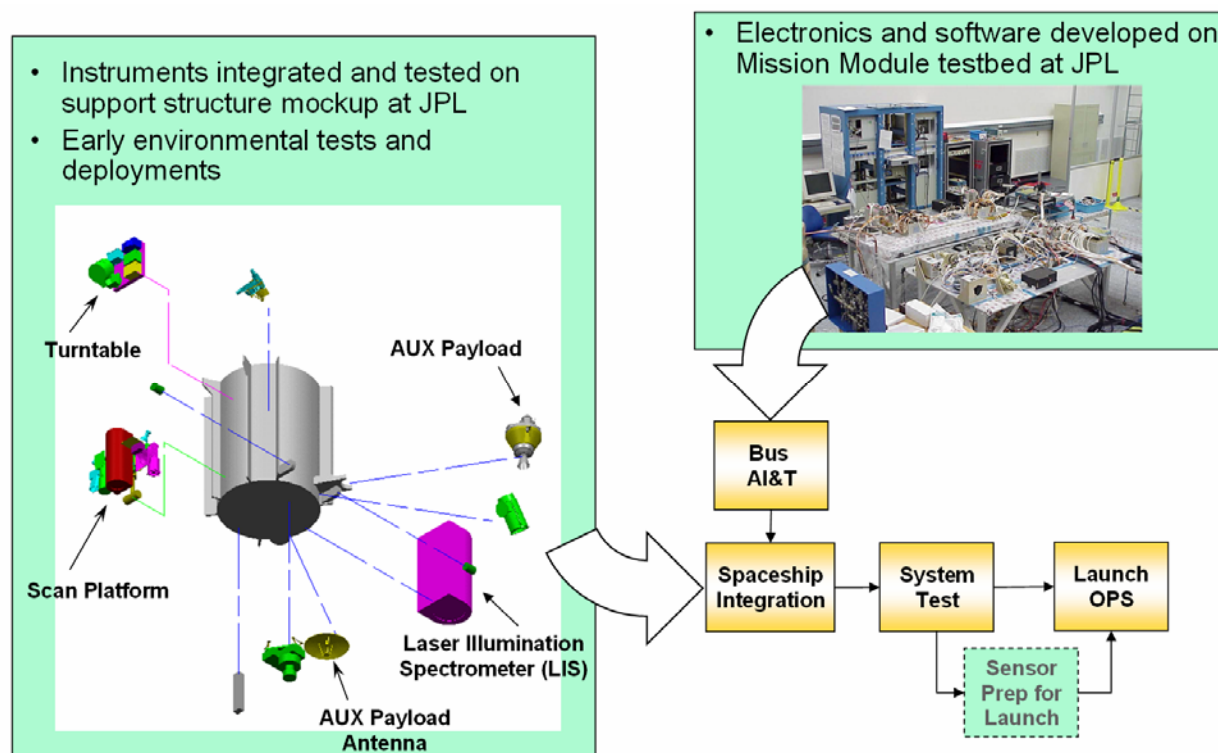 • Instruments integrated and tested on
support structure mockup at JPL
• Early environmental tests and
deployments
Turntable
AUX Payload
Scan Platform
Laser Illumination
Spectrometer (LIS)
AUX Payload
Antenna
• Electronics and software developed on
Mission Module testbed at JPL
Bus
AI&T
Spaceship
Integration
System
Test
Launch
OPS
Sensor
Prep for
Launch